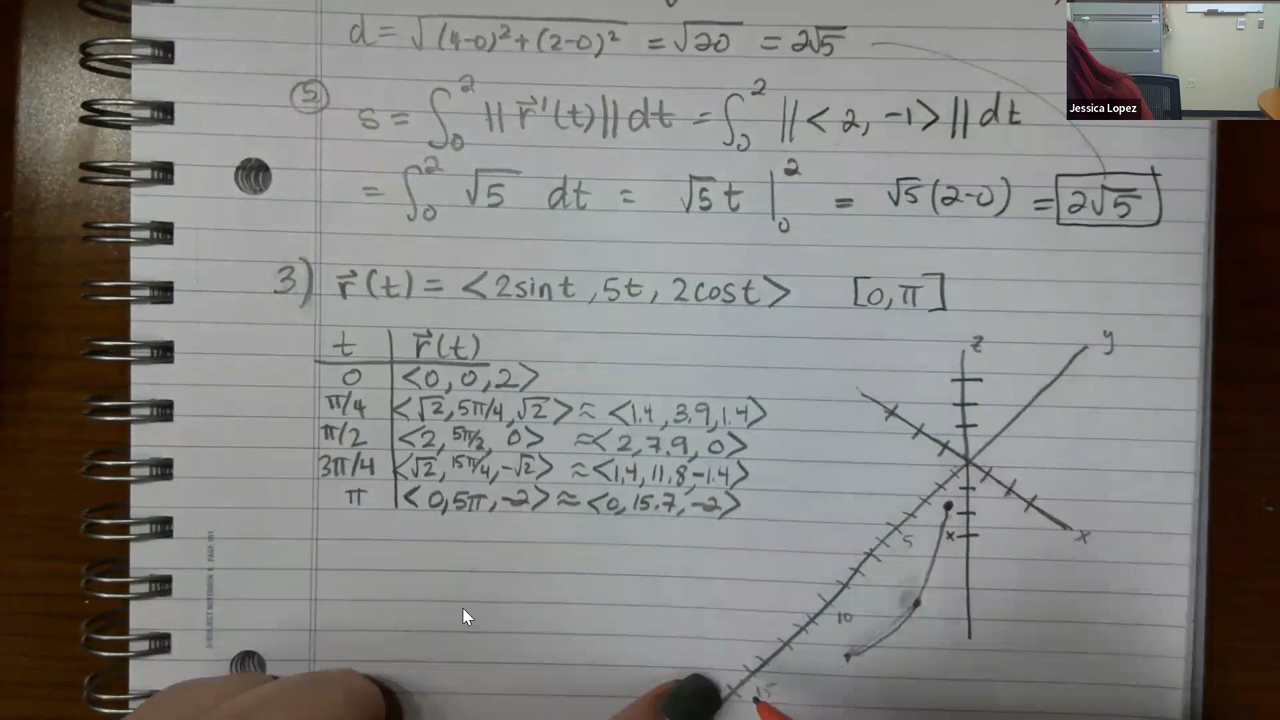 d = √(4-0)²+(2-0)² = √20 = 2√5
Jessica Lopez
⑤ s = ∫₀² ||r⃗'(t)|| dt = ∫₀² ||<2, -1>|| dt
= ∫₀² √5 dt = √5 t |₀² = √5 (2-0) = 2√5
3) r⃗(t) = <2sint, 5t, 2cost> [0, π]
t r⃗(t)
0 <0, 0, 2>
π/4 <√2, 5π/4, √2> ≈ <1.4, 3.9, 1.4>
π/2 <2, 5π/2, 0> ≈ <2, 7.9, 0>
3π/4 <√2, 15π/4, -√2> ≈ <1.4, 11.8 -1.4>
π <0, 5π, -2> ≈ <0, 15.7, -2>
z
y
x
5
x
10
15